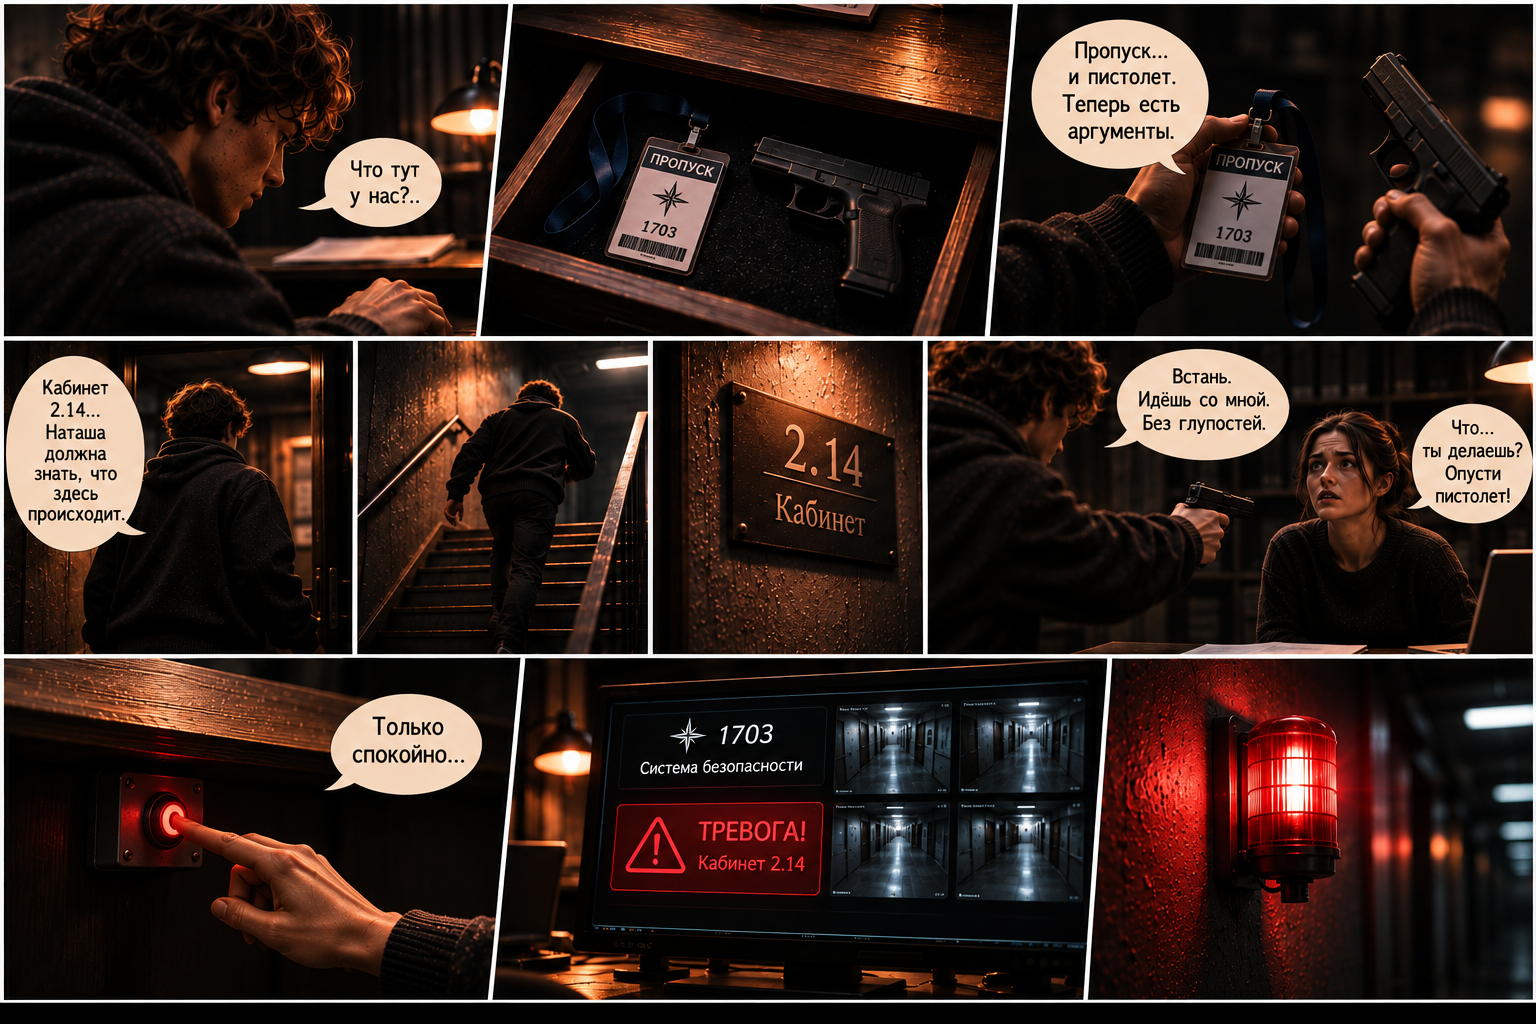 Что тут
у нас?..
ПРОПУСК
1703
Пропуск...
и пистолет.
Теперь есть
аргументы.
ПРОПУСК
1703
Кабинет
2.14...
Наташа
должна
знать, что
здесь
происходит.
2.14
Кабинет
Встань.
Идёшь со мной.
Без глупостей.
Что...
ты делаешь?
Опусти
пистолет!
Только
спокойно...
1703
Система безопасности
ТРЕВОГА!
Кабинет 2.14